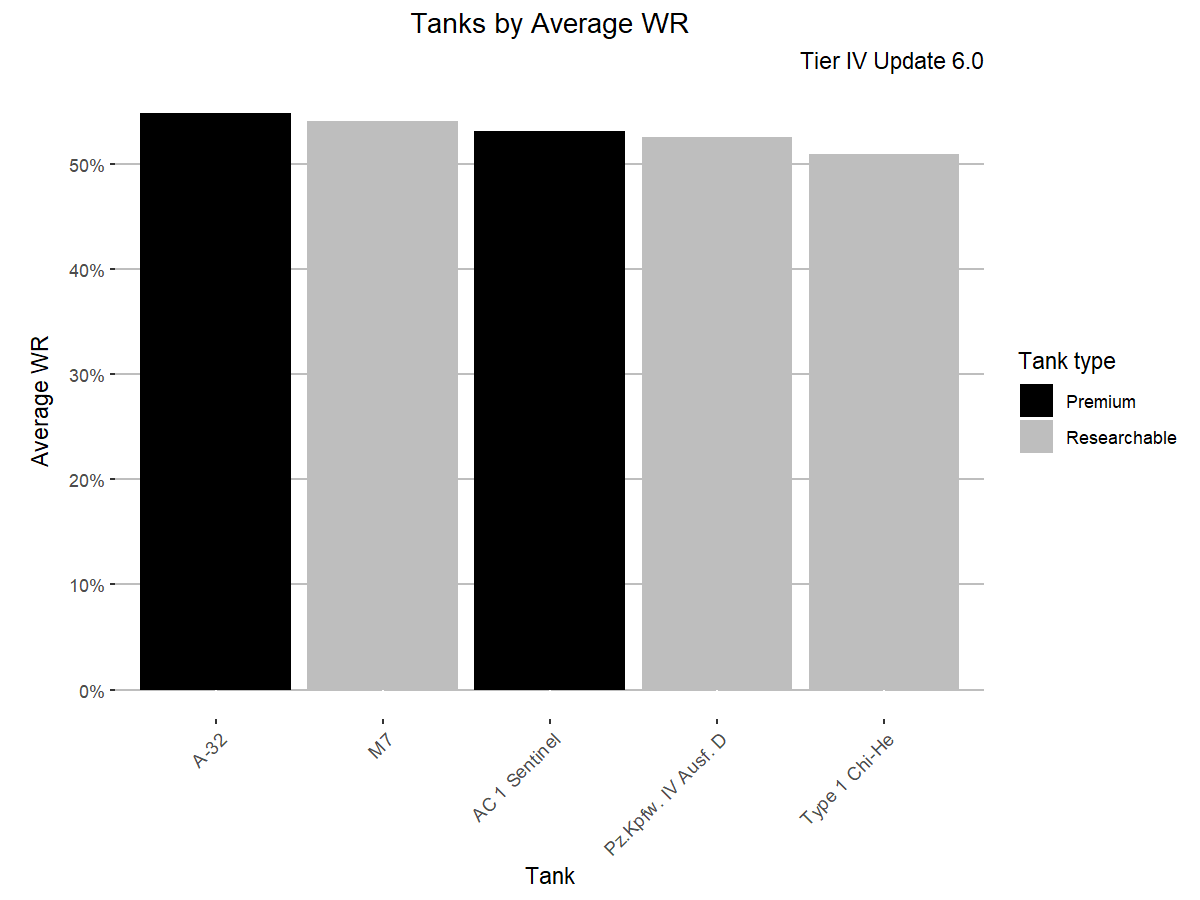 Tanks by Average WR
Tier IV Update 6.0
Average WR
50%
40%
30%
20%
10%
0%
A-32
M7
AC 1 Sentinel
Pz.Kpfw. IV Ausf. D
Type 1 Chi-He
Tank
Tank type
Premium
Researchable